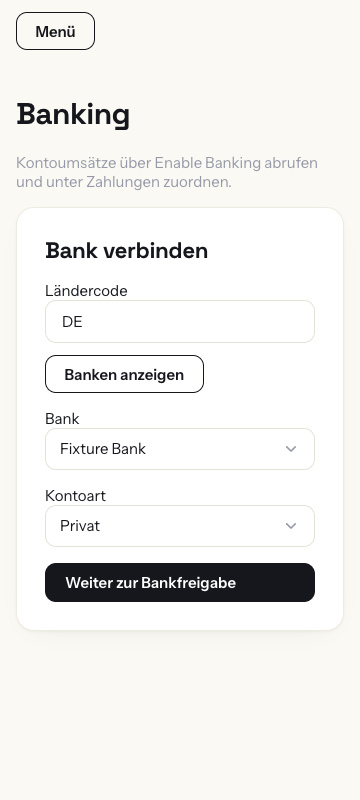 Menü
Banking
Kontoumsätze über Enable Banking abrufen
und unter Zahlungen zuordnen.
Bank verbinden
Ländercode
DE
Banken anzeigen
Bank
Fixture Bank
Kontoart
Privat
Weiter zur Bankfreigabe